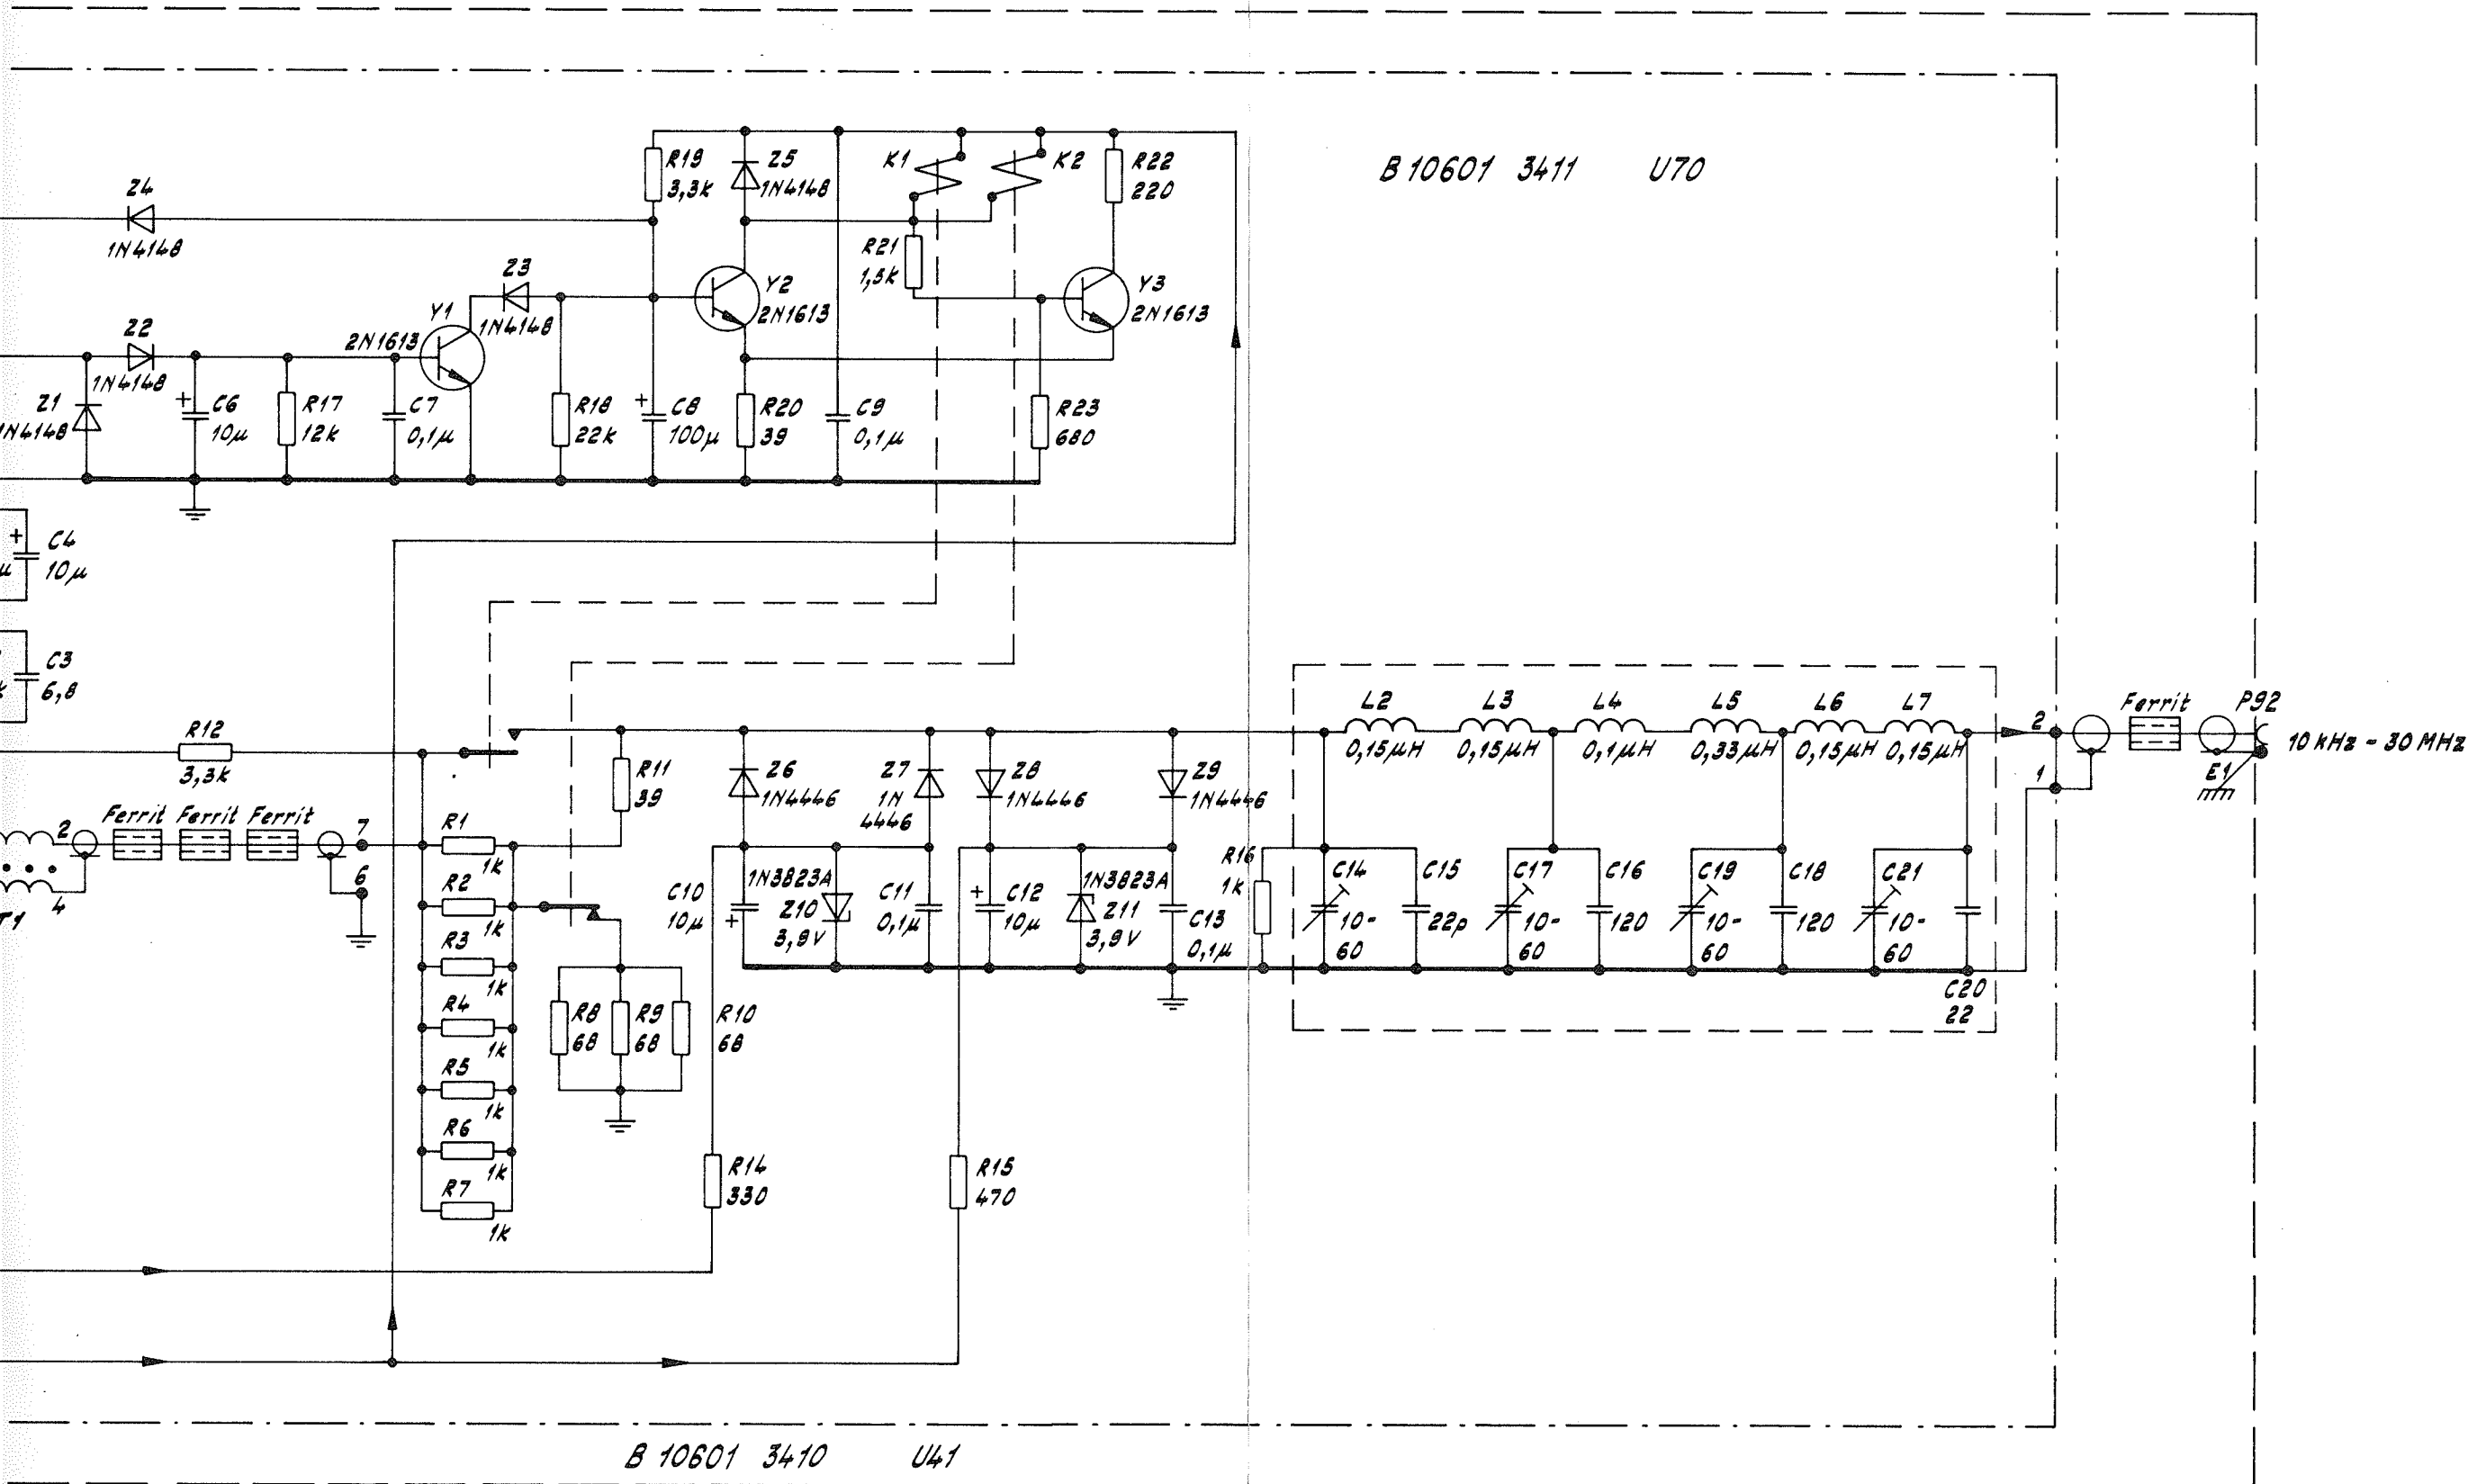 B 10601 3411 U70
Z4
1N4148
R19
3,3k
Z5
1N4148
K1
K2
R22
220
R21
1,5k
Y3
2N1613
Z3
1N4148
Y2
2N1613
Y1
2N1613
Z2
1N4148
Z1
1N4148
+
C6
10µ
R17
12k
C7
0,1µ
R18
22k
+
C8
100µ
R20
39
C9
0,1µ
R23
680
+
C4
10µ
C3
6,8
R12
3,3k
Ferrit
Ferrit
Ferrit
2
4
T1
7
6
R1
1k
R2
1k
R3
1k
R4
1k
R5
1k
R6
1k
R7
1k
R11
39
R8
68
R9
68
R10
68
Z6
1N4446
Z7
1N
4446
Z8
1N4446
Z9
1N4446
C10
10µ
+
1N3823A
Z10
3,9V
C11
0,1µ
+
C12
10µ
1N3823A
Z11
3,9V
C13
0,1µ
R16
1k
R14
330
R15
470
L2
0,15µH
L3
0,15µH
L4
0,1µH
L5
0,33µH
L6
0,15µH
L7
0,15µH
C14
10-
60
C15
22p
C17
10-
60
C16
120
C19
10-
60
C18
120
C21
10-
60
C20
22
2
1
Ferrit
P92
E1
10 kHz - 30 MHz
B 10601 3410 U41